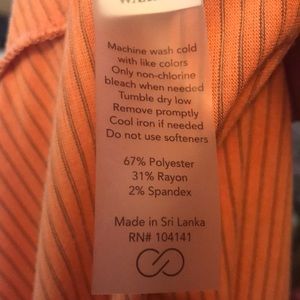 Machine wash cold
with like colors
Only non-chlorine
bleach when needed
Tumble dry low
Remove promptly
Cool iron if needed
Do not use softeners
67% Polyester
31% Rayon
2% Spandex
Made in Sri Lanka
RN# 104141